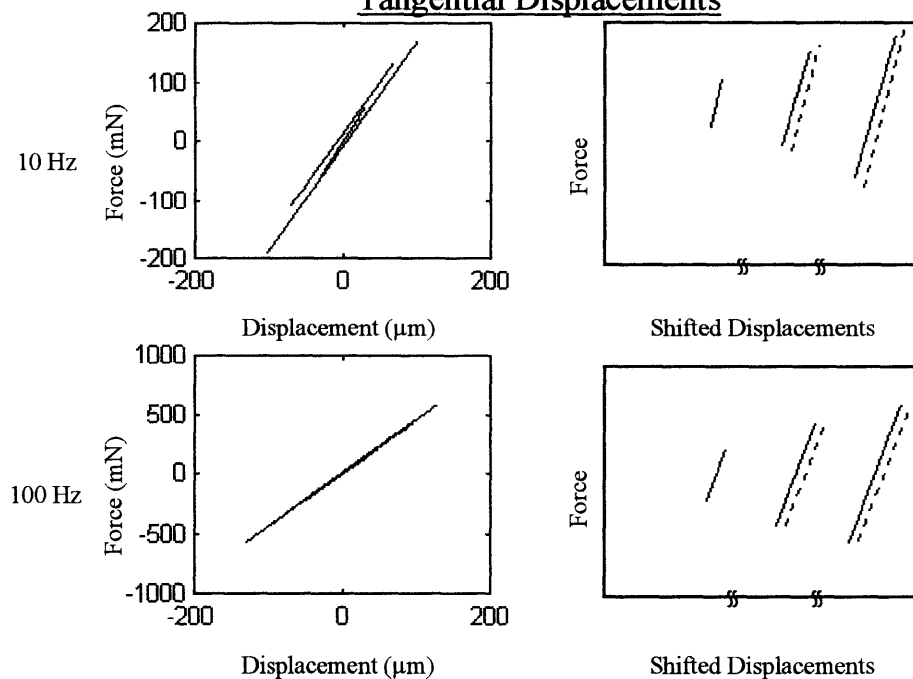 Tangential Displacements
10 Hz
Force (mN)
200
100
0
-100
-200
-200
0
200
Displacement (µm)
Force
Shifted Displacements
100 Hz
Force (mN)
1000
500
0
-500
-1000
-200
0
200
Displacement (µm)
Force
Shifted Displacements